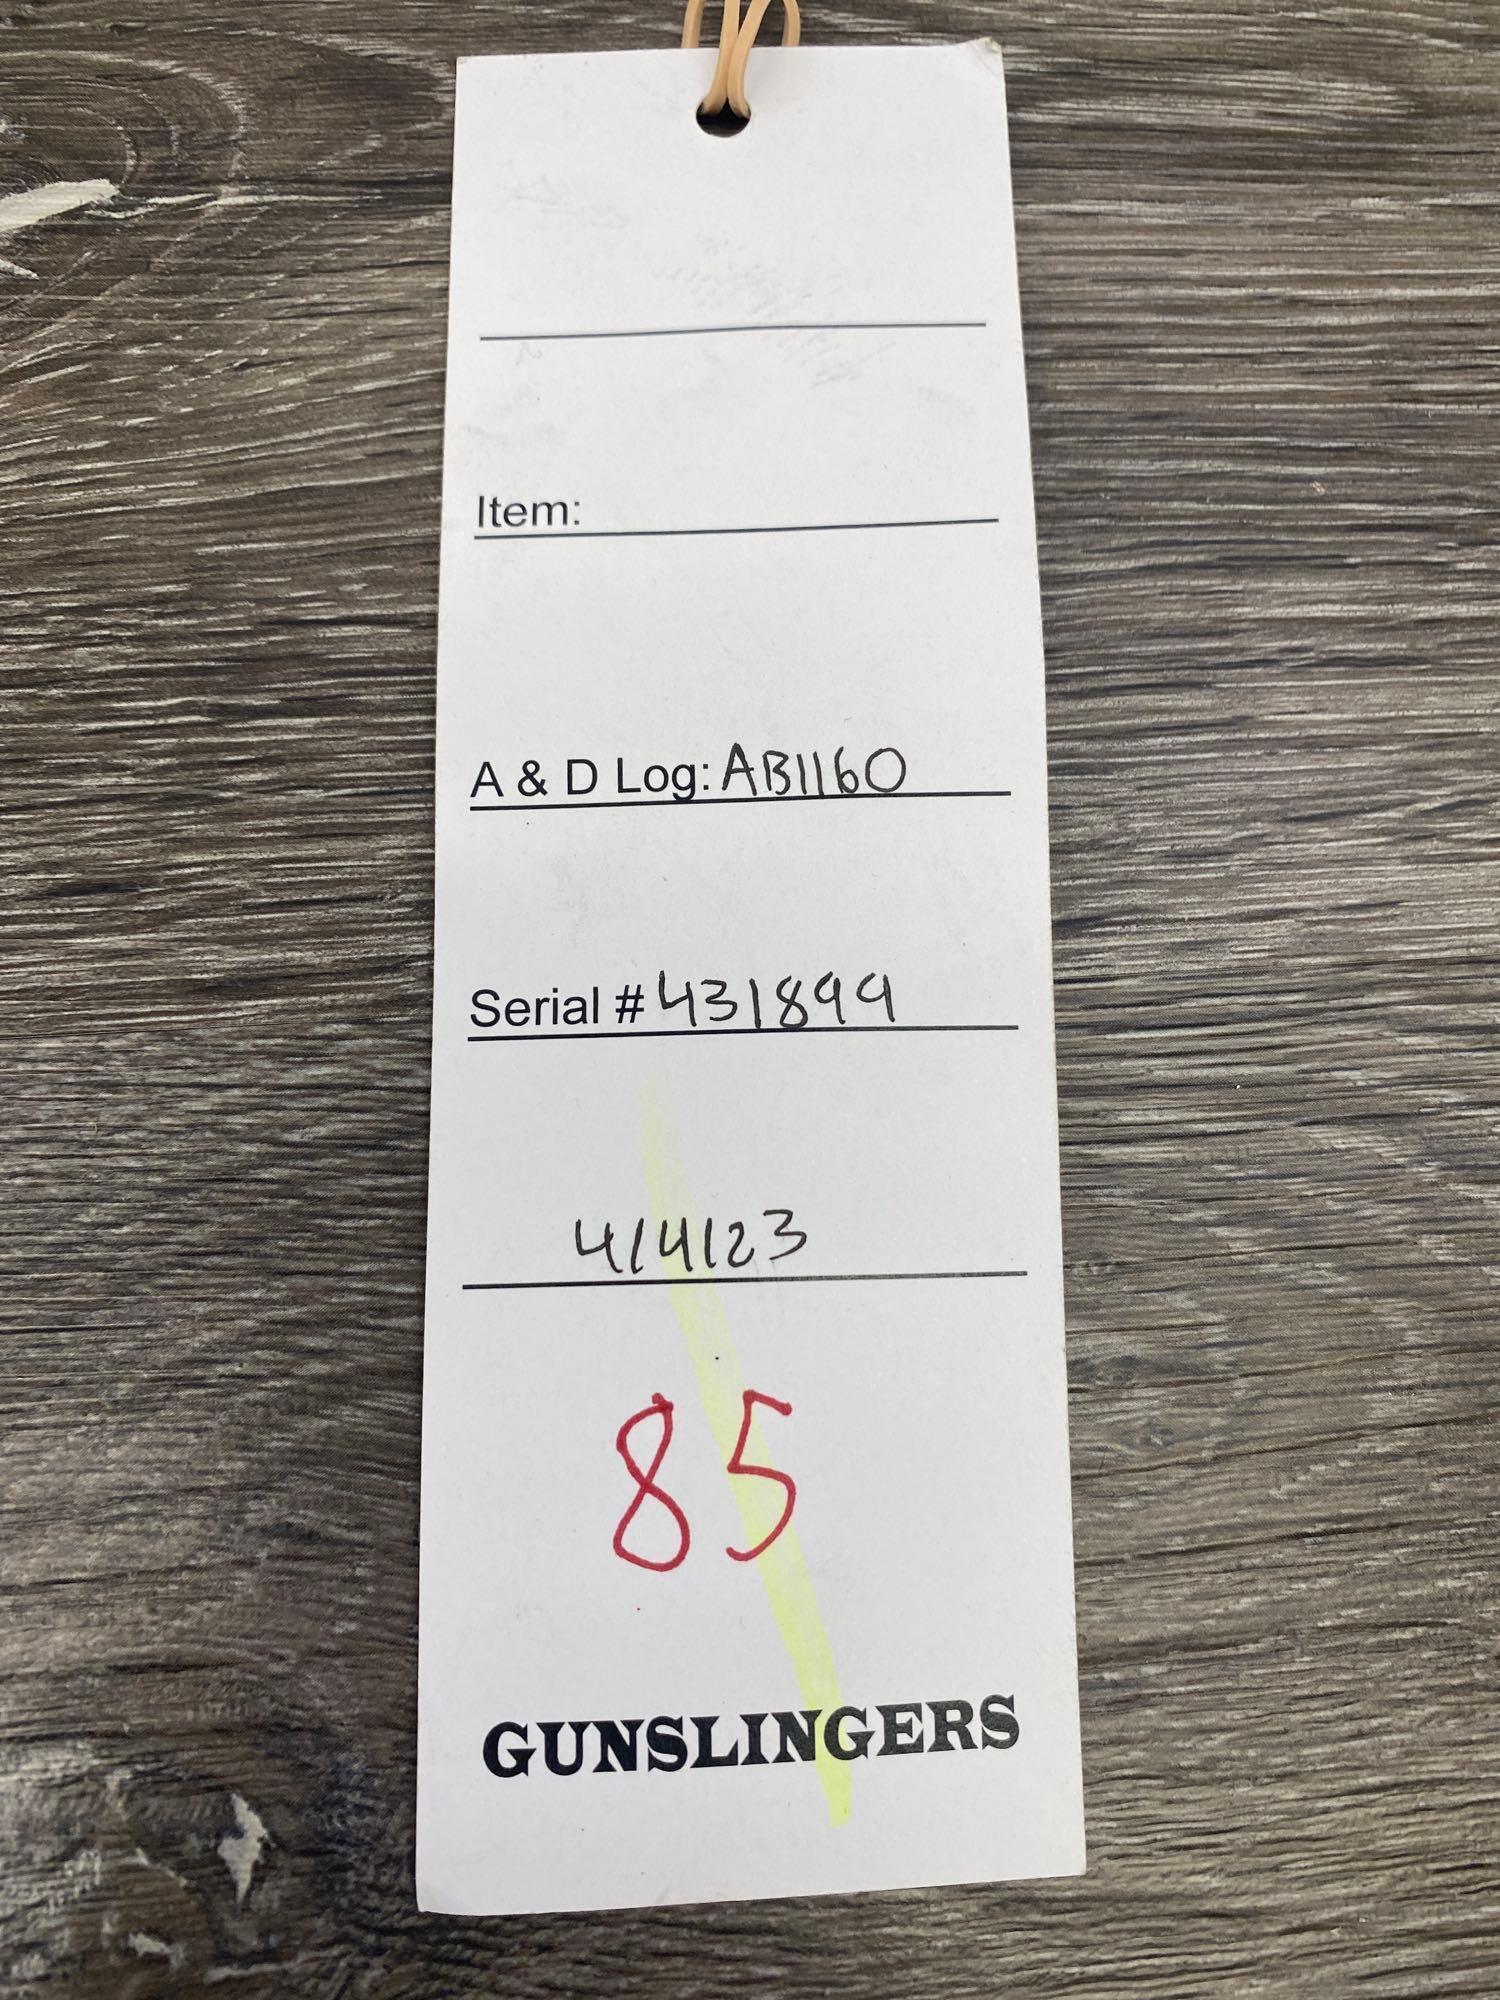 Item:
A & D Log: AB1160
Serial # 431899
4/4/23
85
GUNSLINGERS